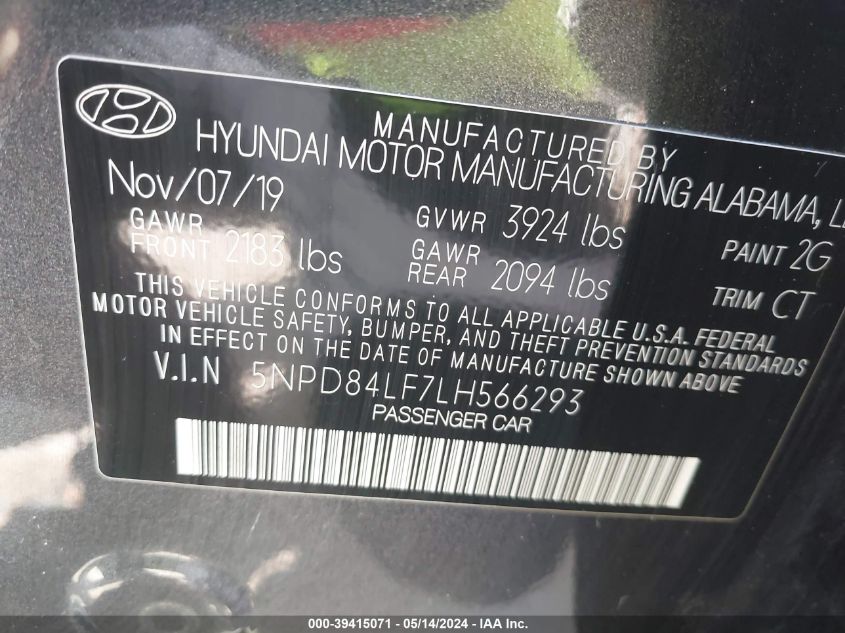 MANUFACTURED BY
HYUNDAI MOTOR MANUFACTURING ALABAMA,
Nov/07/19
GVWR 3924 lbs
PAINT 2G
GAWR FRONT 2183 lbs
GAWR REAR 2094 lbs
TRIM CT
THIS VEHICLE CONFORMS TO ALL APPLICABLE U.S.A. FEDERAL
MOTOR VEHICLE SAFETY, BUMPER, AND THEFT PREVENTION STANDARDS
IN EFFECT ON THE DATE OF MANUFACTURE SHOWN ABOVE.
V.I.N 5NPD84LF7LH566293
PASSENGER CAR
000-39415071 - 05/14/2024 - IAA Inc.